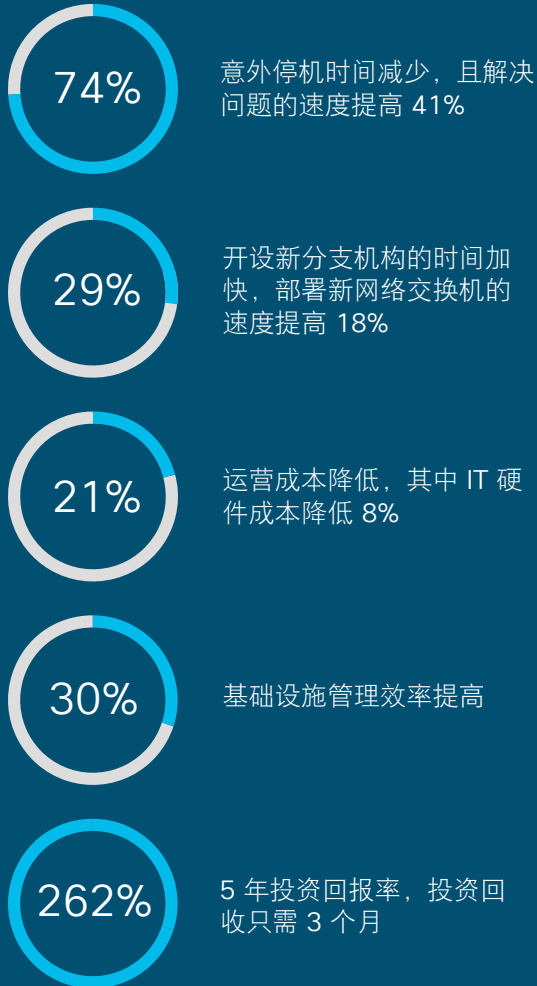 74%
意外停机时间减少，且解决
问题的速度提高 41%
29%
开设新分支机构的时间加
快，部署新网络交换机的
速度提高 18%
21%
运营成本降低，其中 IT 硬
件成本降低 8%
30%
基础设施管理效率提高
262%
5 年投资回报率，投资回
收只需 3 个月